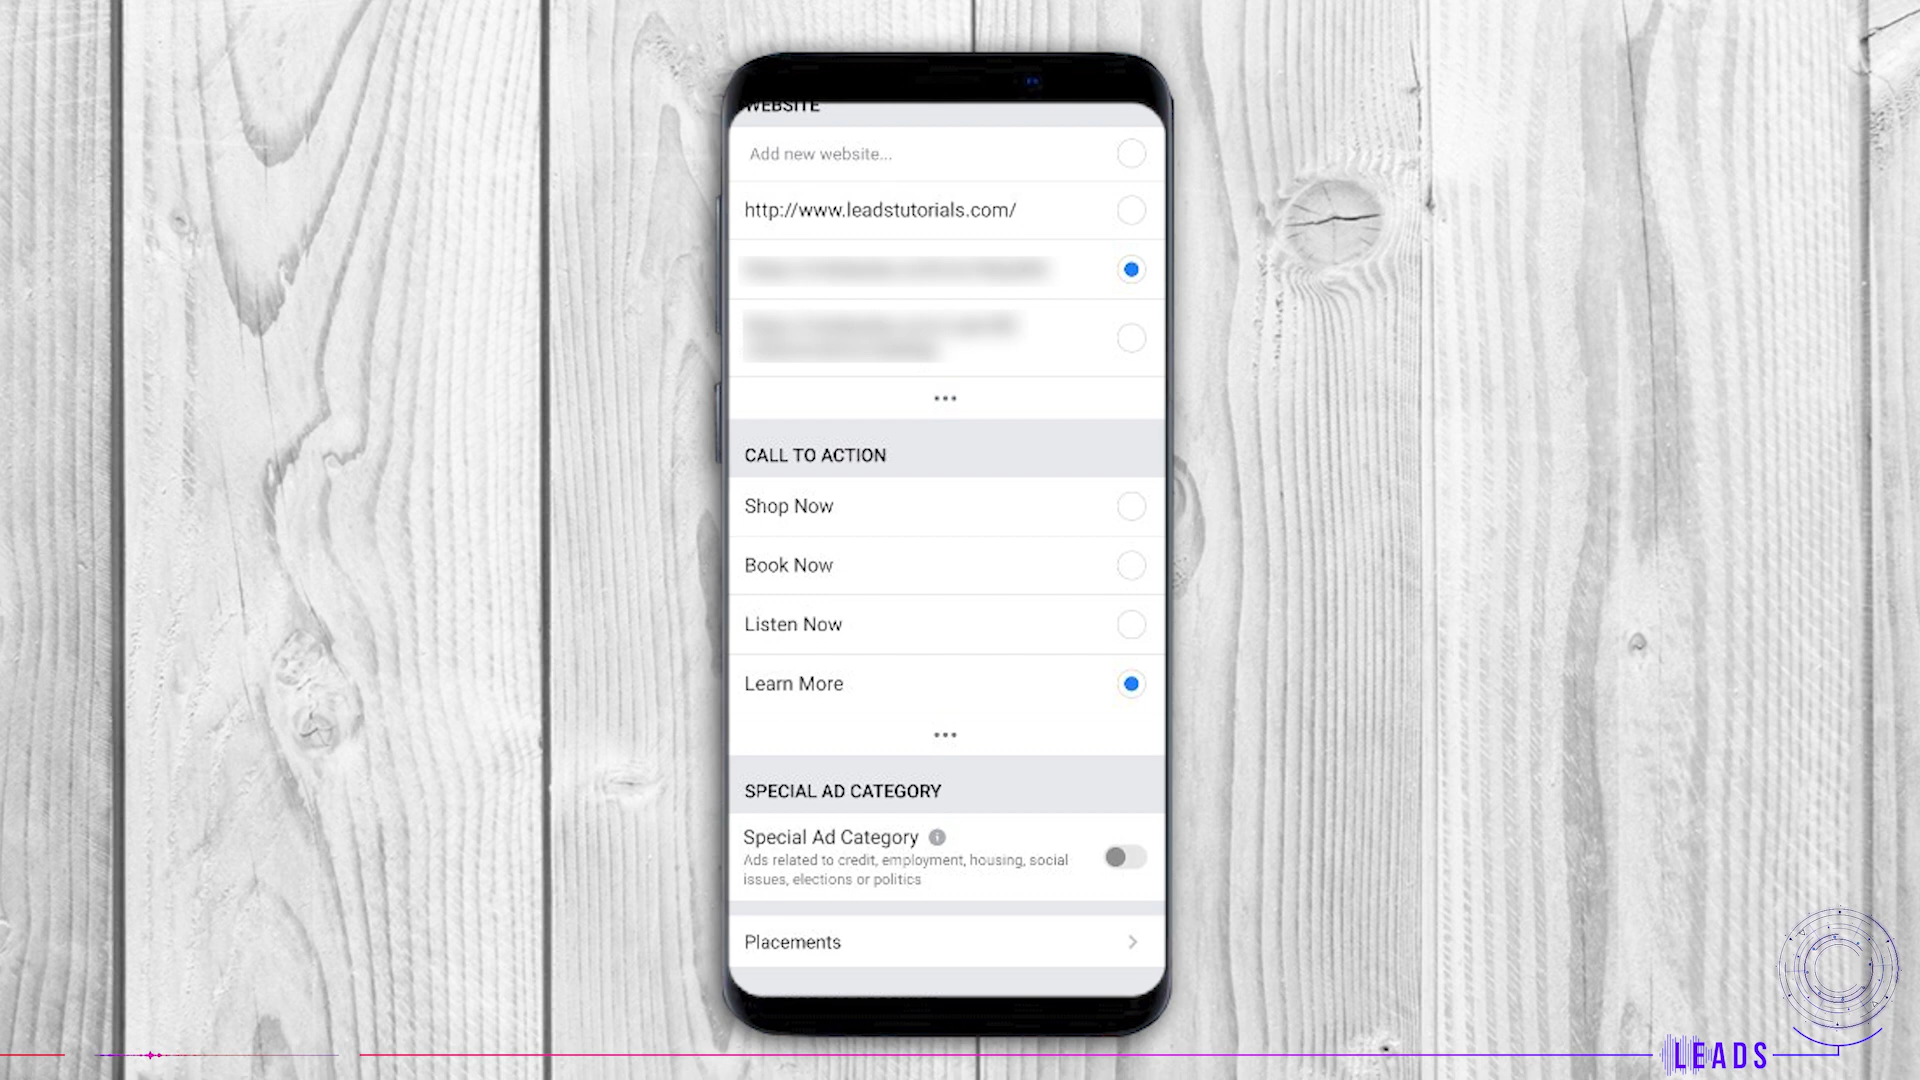 WEBSITE
Add new website...
http://www.leadstutorials.com/
CALL TO ACTION
Shop Now
Book Now
Listen Now
Learn More
SPECIAL AD CATEGORY
Special Ad Category
Ads related to credit, employment, housing, social
issues, elections or politics
Placements
LEADS